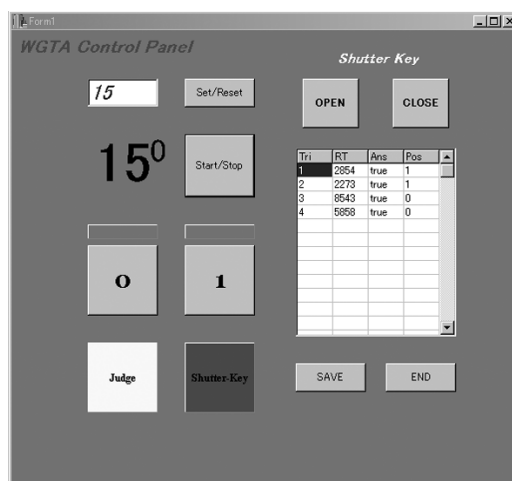 Form1
WGTA Control Panel
Shutter Key
15
Set/Reset
OPEN
CLOSE
15⁰
Start/Stop
Tri RT Ans Pos
1 2854 true 1
2 2273 true 1
3 8543 true 0
4 5858 true 0
0
1
Judge
Shutter-Key
SAVE
END